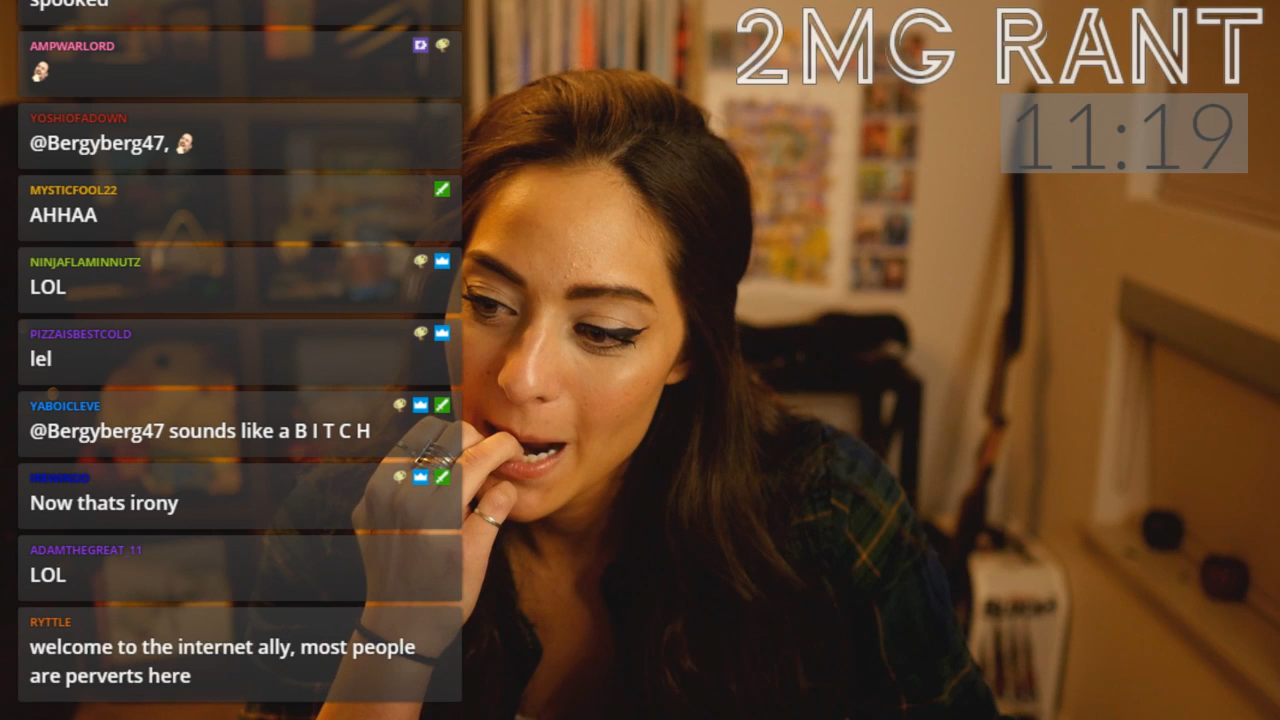 spooked
2MG RANT
11:19
AMPWARLORD
YOSHIOFADOWN
@Bergyberg47,
MYSTICFOOL22
AHHAA
NINJAFLAMINNUTZ
LOL
PIZZAISBESTCOLD
lel
YABOICLEVE
@Bergyberg47 sounds like a B I T C H
Now thats irony
ADAMTHEGREAT_11
LOL
RYTTLE
welcome to the internet ally, most people
are perverts here